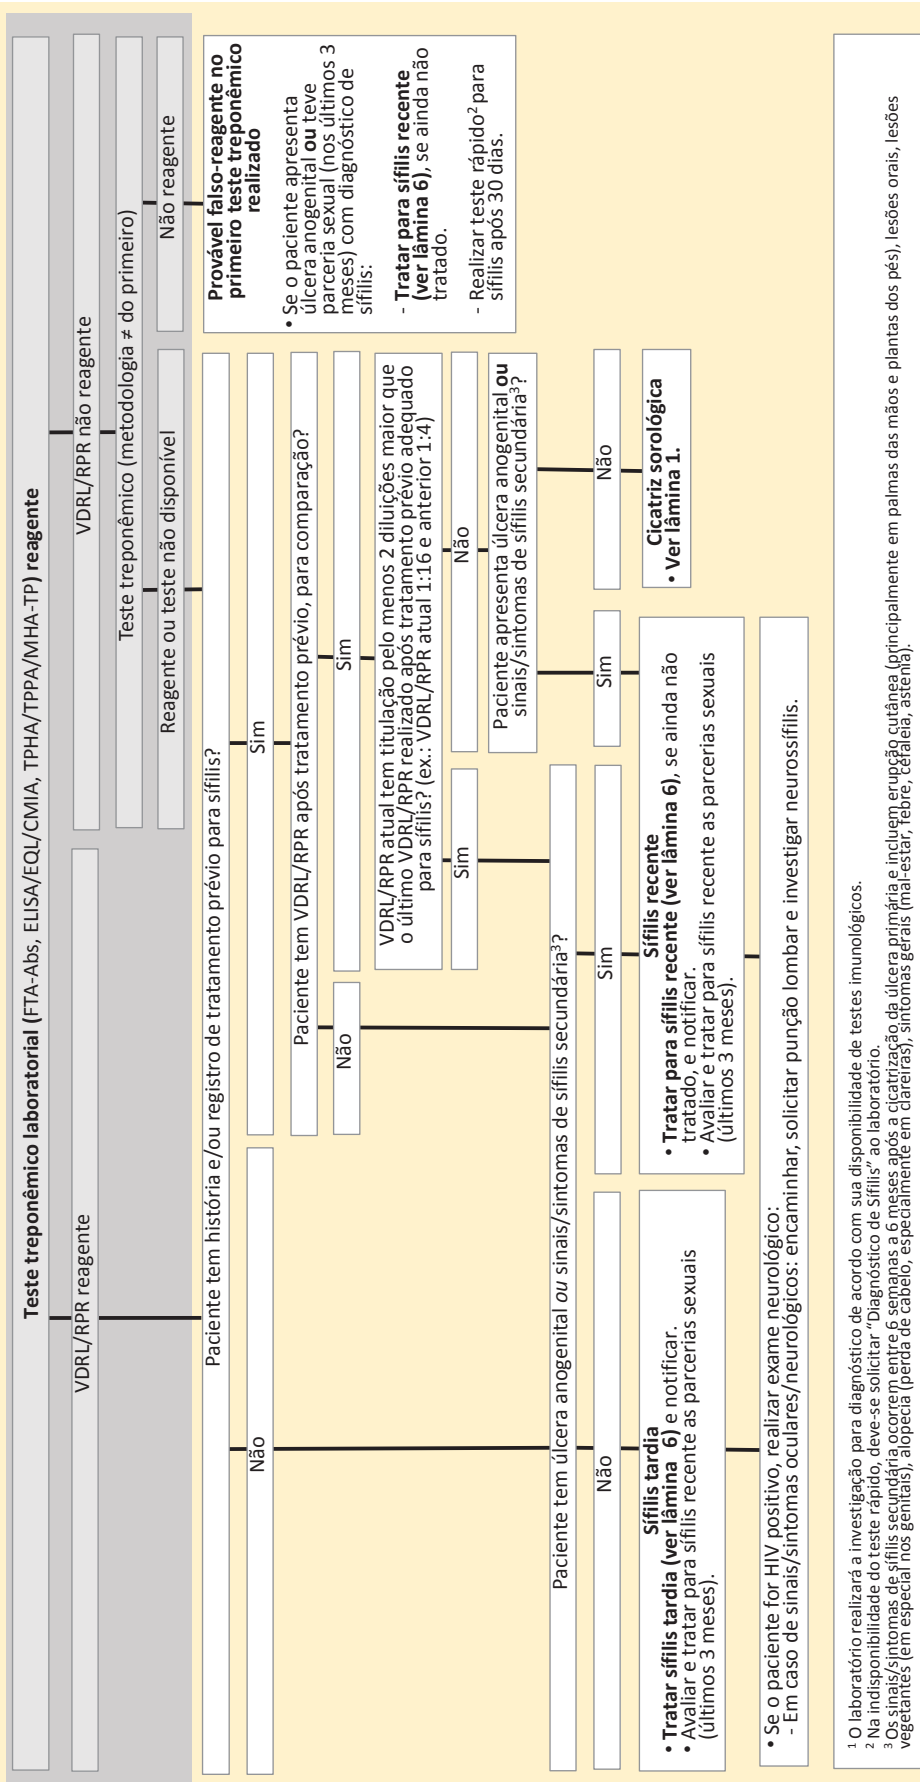 Teste treponêmico laboratorial (FTA-Abs, ELISA/EQL/CMIA, TPHA/TPPA/MHA-TP) reagente
VDRL/RPR reagente
VDRL/RPR não reagente
Teste treponêmico (metodologia ≠ do primeiro)
Reagente ou teste não disponível
Não reagente
Provável falso-reagente no
primeiro teste treponêmico
realizado
• Se o paciente apresenta
úlcera anogenital ou teve
parceria sexual (nos últimos 3
meses) com diagnóstico de
sífilis:
- Tratar para sífilis recente
(ver lâmina 6), se ainda não
tratado.
- Realizar teste rápido² para
sífilis após 30 dias.
Paciente tem história e/ou registro de tratamento prévio para sífilis?
Não
Sim
Paciente tem VDRL/RPR após tratamento prévio, para comparação?
Não
Sim
VDRL/RPR atual tem titulação pelo menos 2 diluições maior que
o último VDRL/RPR realizado após tratamento prévio adequado
para sífilis? (ex.: VDRL/RPR atual 1:16 e anterior 1:4)
Sim
Não
Paciente apresenta úlcera anogenital ou
sinais/sintomas de sífilis secundária³?
Sim
Não
Cicatriz sorológica
• Ver lâmina 1.
Paciente tem úlcera anogenital ou sinais/sintomas de sífilis secundária³?
Não
Sim
Sífilis tardia
• Tratar sífilis tardia (ver lâmina 6) e notificar.
• Avaliar e tratar para sífilis recente as parcerias sexuais
(últimos 3 meses).
Sífilis recente
• Tratar para sífilis recente (ver lâmina 6), se ainda não
tratado, e notificar.
• Avaliar e tratar para sífilis recente as parcerias sexuais
(últimos 3 meses).
• Se o paciente for HIV positivo, realizar exame neurológico:
- Em caso de sinais/sintomas oculares/neurológicos: encaminhar, solicitar punção lombar e investigar neurossífilis.
¹ O laboratório realizará a investigação para diagnóstico de acordo com sua disponibilidade de testes imunológicos.
² Na indisponibilidade do teste rápido, deve-se solicitar "Diagnóstico de Sífilis" ao laboratório.
³ Os sinais/sintomas de sífilis secundária ocorrem entre 6 semanas a 6 meses após a cicatrização da úlcera primária e incluem erupção cutânea (principalmente em palmas das mãos e plantas dos pés), lesões orais, lesões
vegetantes (em especial nos genitais), alopecia (perda de cabelo, especialmente em clareiras), sintomas gerais (mal-estar, febre, cefaleia, astenia).